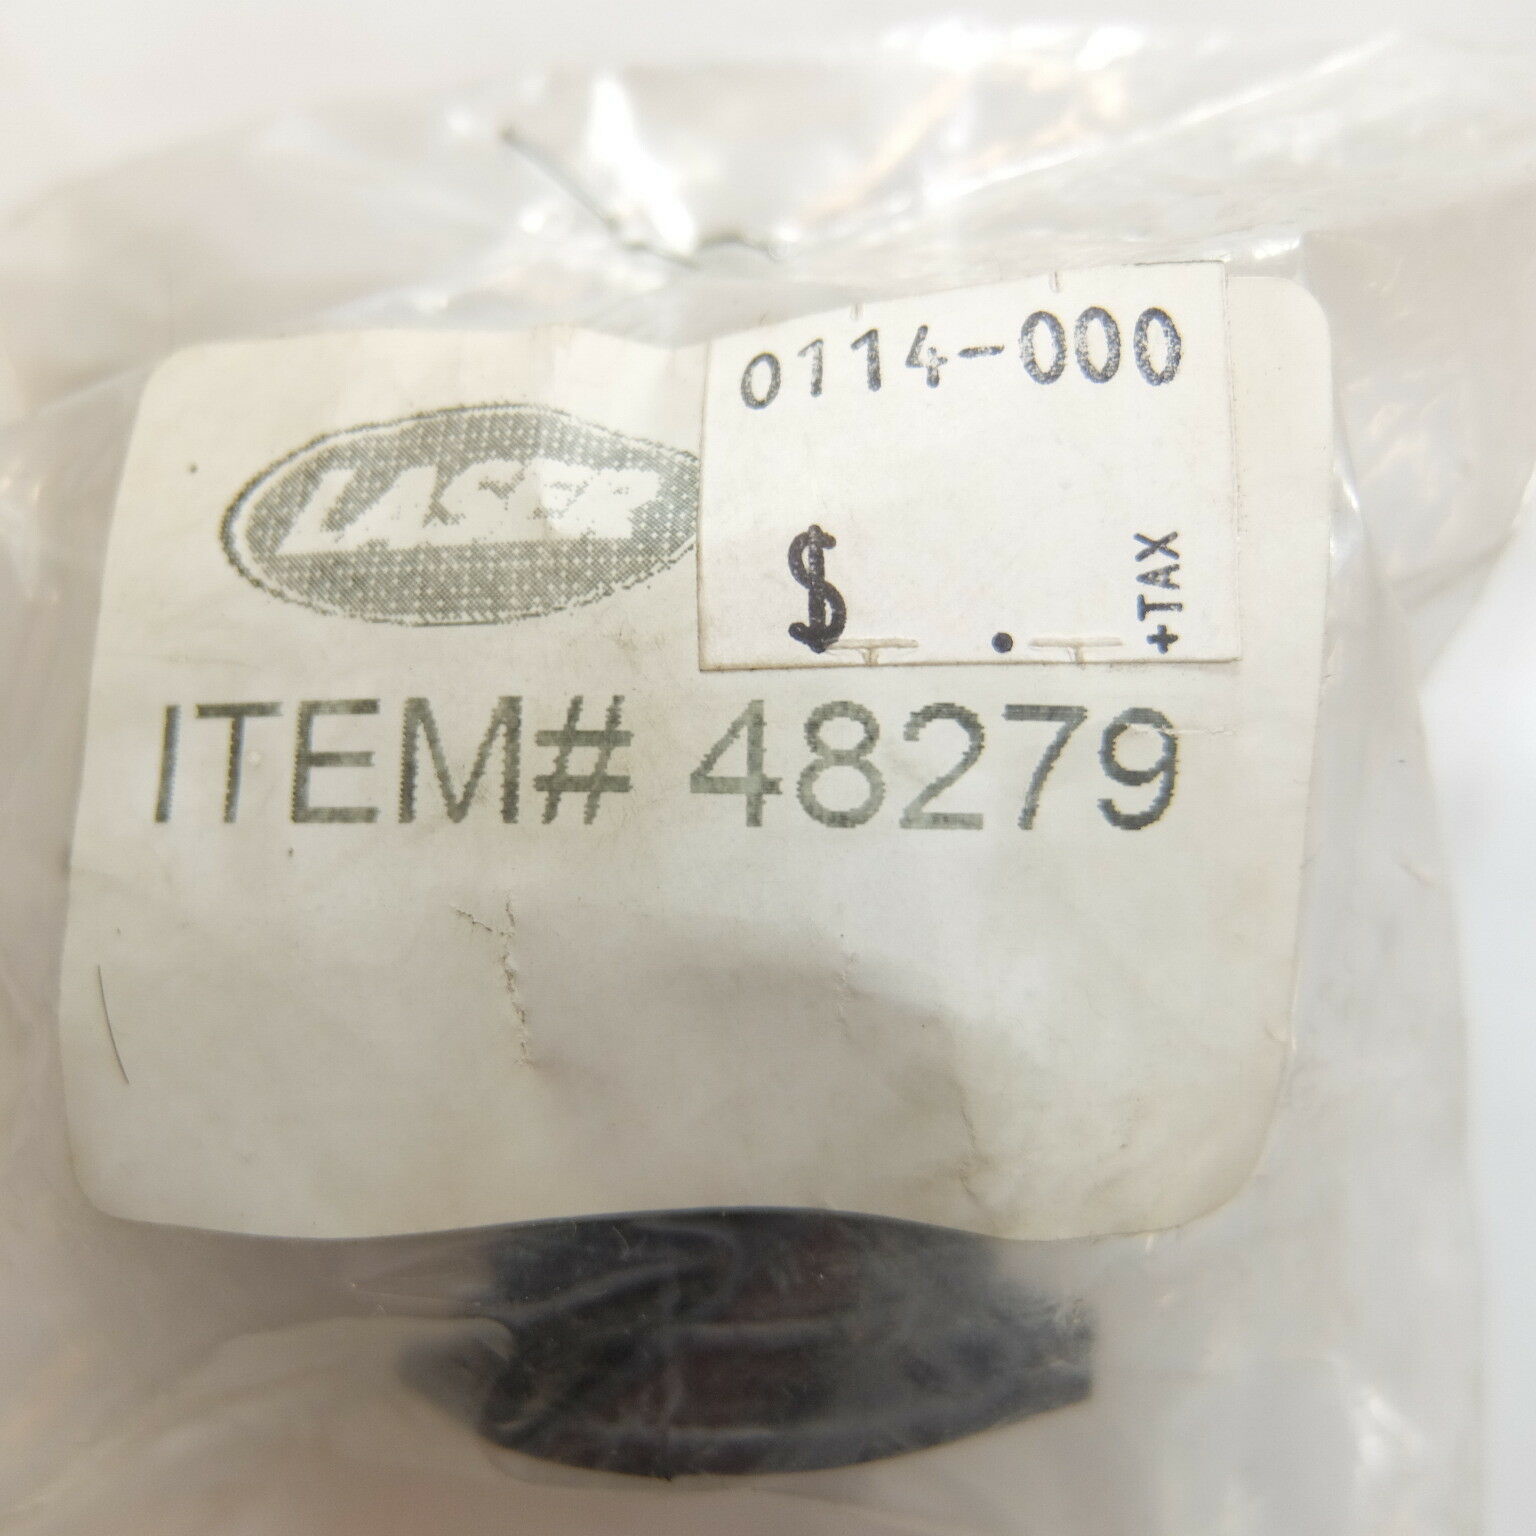 0114-000
LASER
$ .
+TAX
ITEM# 48279